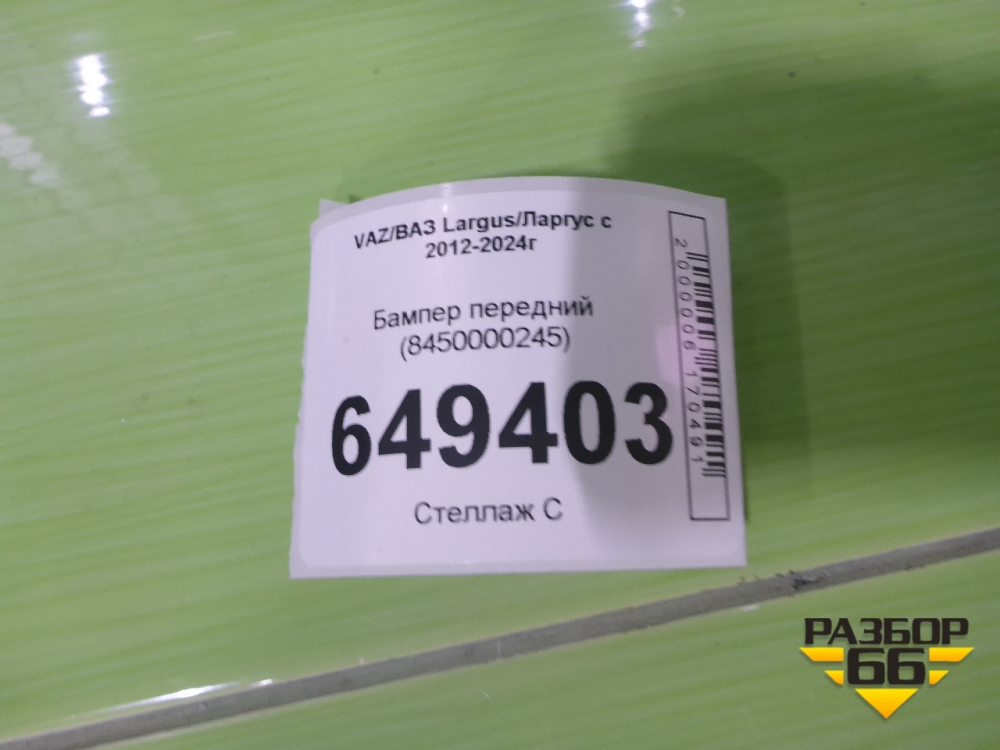 VAZ/ВАЗ Largus/Ларгус с
2012-2024г
Бампер передний
(8450000245)
649403
Стеллаж С
2000006170491
РАЗБОР
66